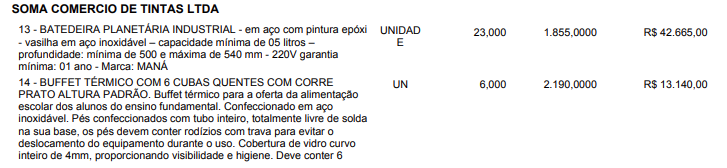 SOMA COMERCIO DE TINTAS LTDA
13 - BATEDEIRA PLANETÁRIA INDUSTRIAL - em aço com pintura epóxi UNIDAD 23,000 1.855,0000 R$ 42.665,00
- vasilha em aço inoxidável – capacidade mínima de 05 litros – E
profundidade: mínima de 500 e máxima de 540 mm - 220V garantia
mínima: 01 ano - Marca: MANÁ
14 - BUFFET TÉRMICO COM 6 CUBAS QUENTES COM CORRE UN 6,000 2.190,0000 R$ 13.140,00
PRATO ALTURA PADRÃO. Buffet térmico para a oferta da alimentação
escolar dos alunos do ensino fundamental. Confeccionado em aço
inoxidável. Pés confeccionados com tubo inteiro, totalmente livre de solda
na sua base, os pés devem conter rodízios com trava para evitar o
deslocamento do equipamento durante o uso. Cobertura de vidro curvo
inteiro de 4mm, proporcionando visibilidade e higiene. Deve conter 6